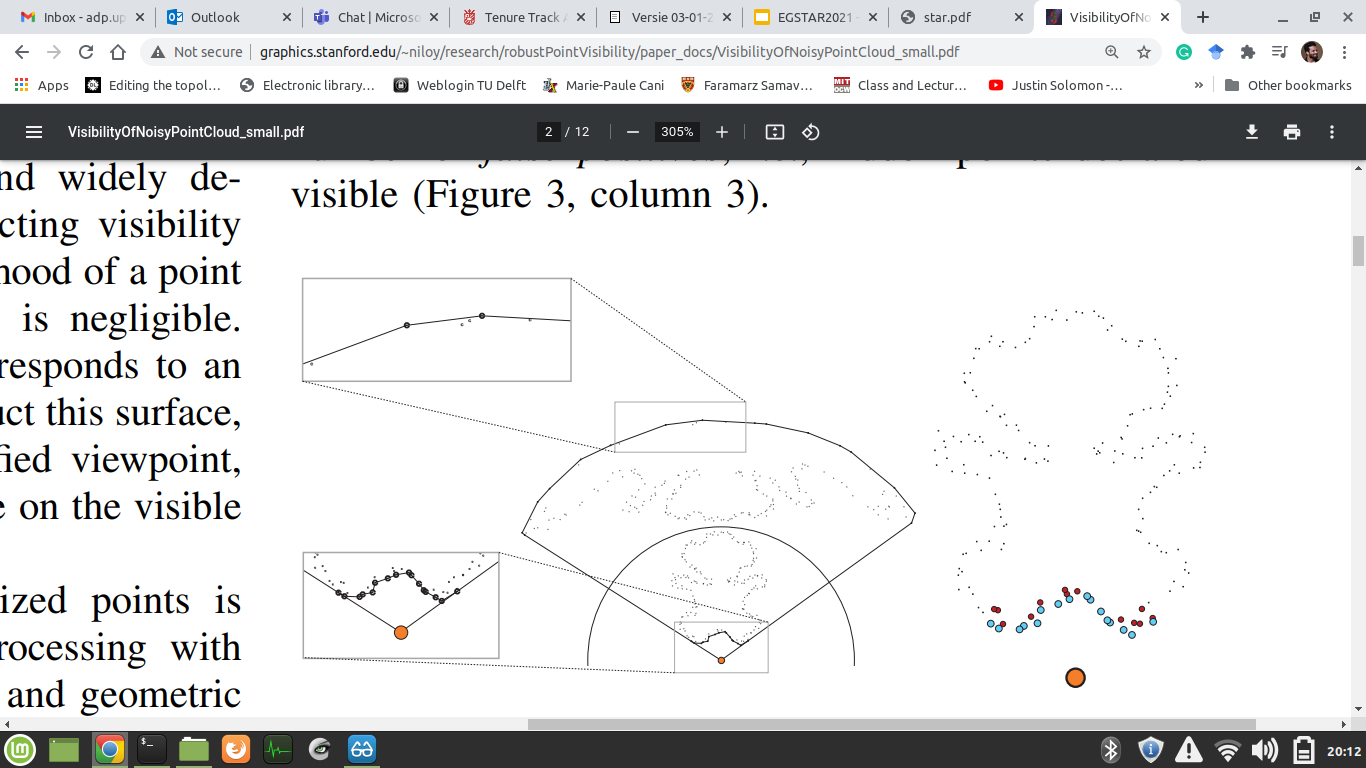 Inbox - adp.up
Outlook
Chat | Microso
Tenure Track A
Versie 03-01-2
EGSTAR2021 -
star.pdf
VisibilityOfNo
Not secure
graphics.stanford.edu/~niloy/research/robustPointVisibility/paper_docs/VisibilityOfNoisyPointCloud_small.pdf
Apps
Editing the topol...
Electronic library...
Weblogin TU Delft
Marie-Paule Cani
Faramarz Samav...
MIT OCW Class and Lectur...
Justin Solomon -...
»
Other bookmarks
VisibilityOfNoisyPointCloud_small.pdf
2 / 12
305%
nd widely de-
cting visibility
hood of a point
is negligible.
responds to an
uct this surface,
fied viewpoint,
e on the visible
ized points is
rocessing with
and geometric
visible (Figure 3, column 3).
20:12